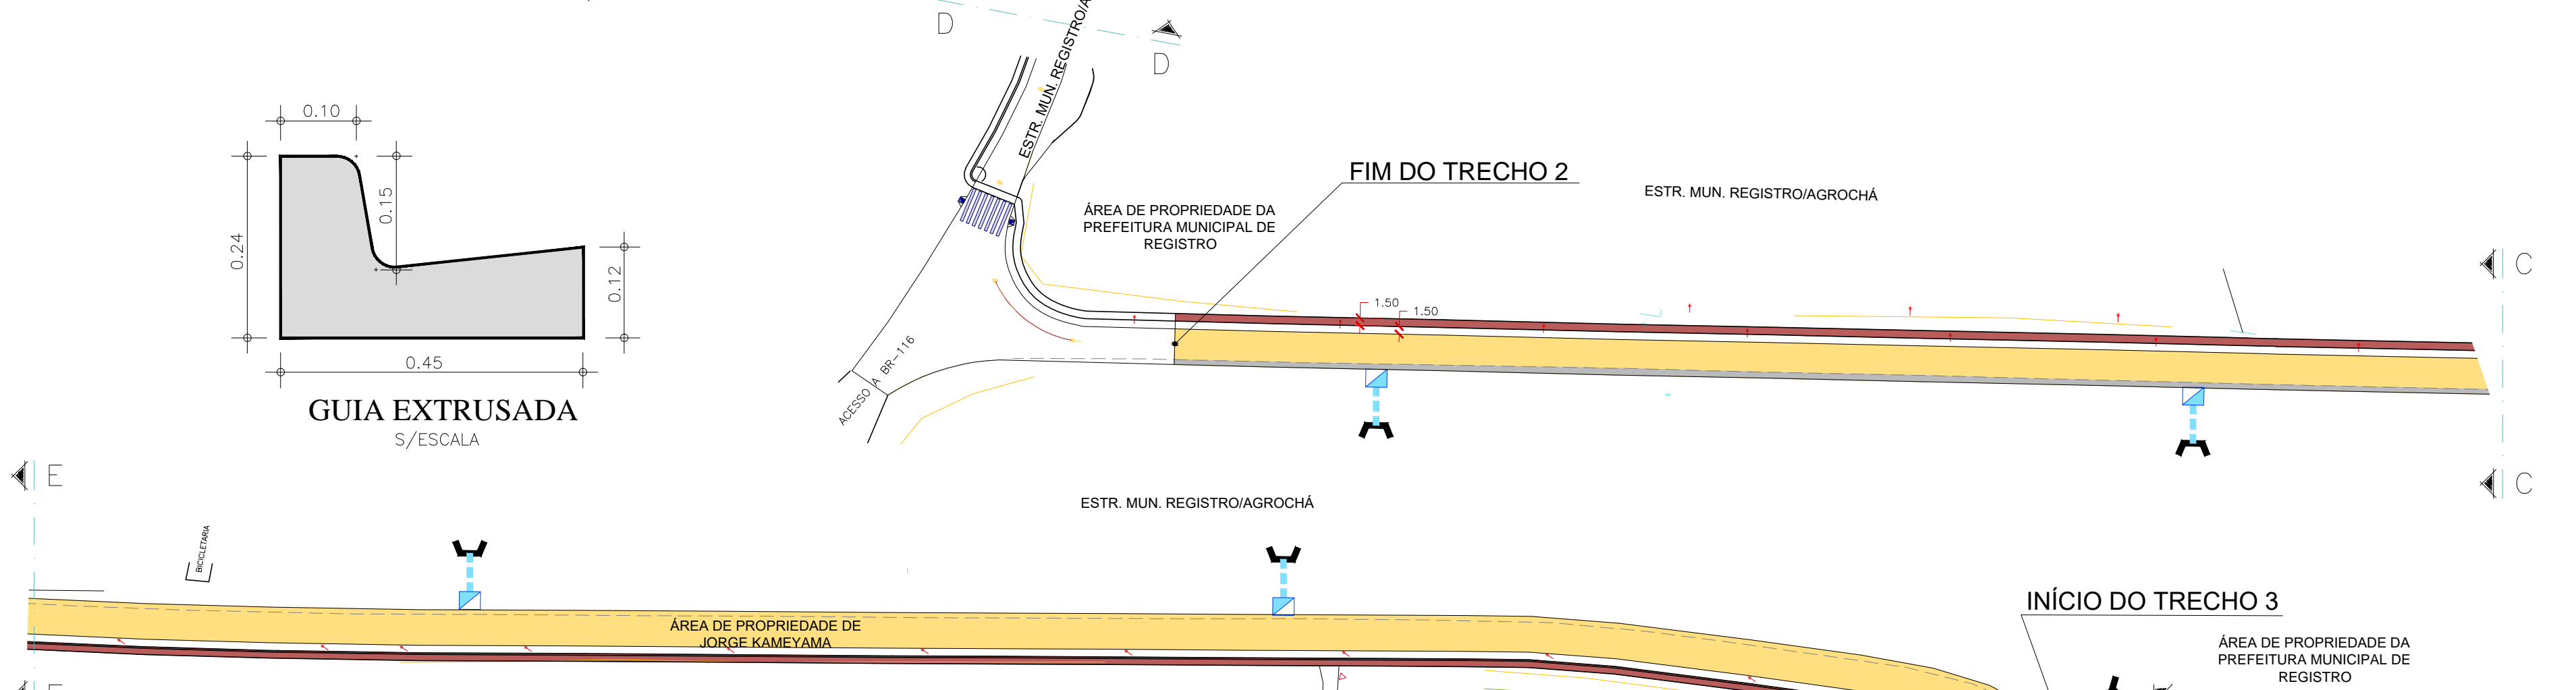 D
D
ESTR. MUN. REGISTRO/A
0.10
0.15
0.24
0.12
0.45
GUIA EXTRUSADA
S/ESCALA
FIM DO TRECHO 2
ESTR. MUN. REGISTRO/AGROCHÁ
ÁREA DE PROPRIEDADE DA
PREFEITURA MUNICIPAL DE
REGISTRO
1.50
1.50
ACESSO A BR-116
C
C
E
ESTR. MUN. REGISTRO/AGROCHÁ
BICICLETARIA
ÁREA DE PROPRIEDADE DE
JORGE KAMEYAMA
INÍCIO DO TRECHO 3
ÁREA DE PROPRIEDADE DA
PREFEITURA MUNICIPAL DE
REGISTRO